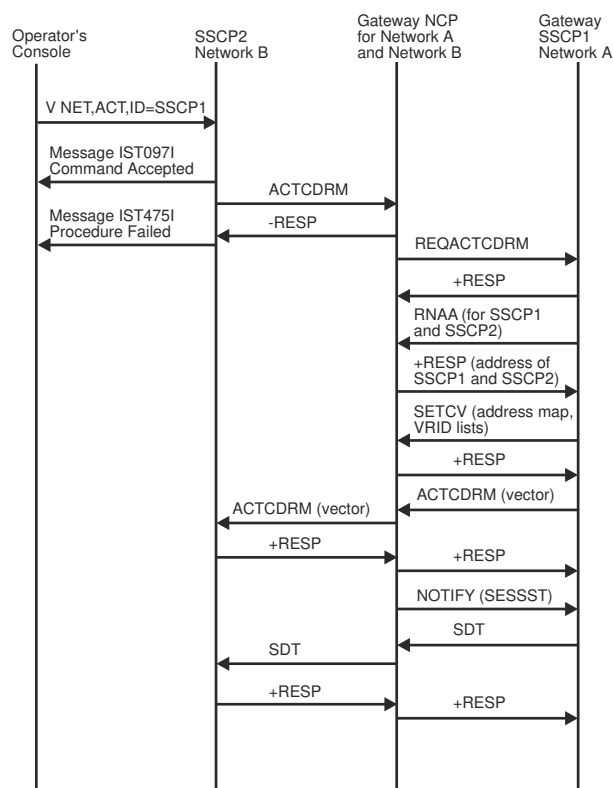 Operator's
Console
SSCP2
Network B
Gateway NCP
for Network A
and Network B
Gateway
SSCP1
Network A
V NET,ACT,ID=SSCP1
Message IST097I
Command Accepted
ACTCDRM
Message IST475I
Procedure Failed
-RESP
REQACTCDRM
+RESP
RNAA (for SSCP1
and SSCP2)
+RESP (address of
SSCP1 and SSCP2)
SETCV (address map,
VRID lists)
+RESP
ACTCDRM (vector)
ACTCDRM (vector)
+RESP
+RESP
NOTIFY (SESSST)
SDT
SDT
+RESP
+RESP